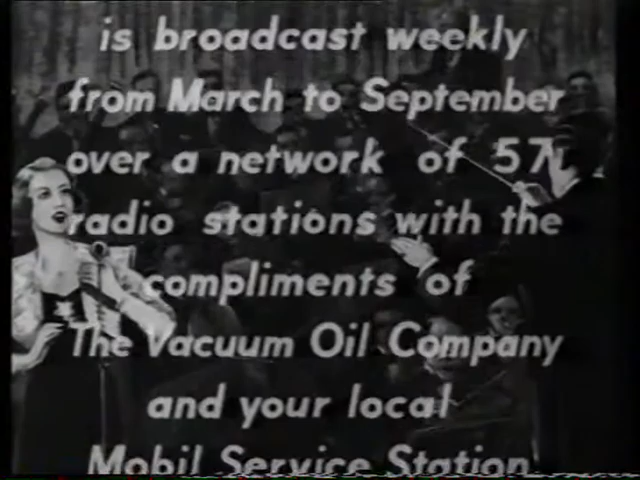 is broadcast weekly
from March to September
over a network of 57
radio stations with the
compliments of
The Vacuum Oil Company
and your local
Mobil Service Station